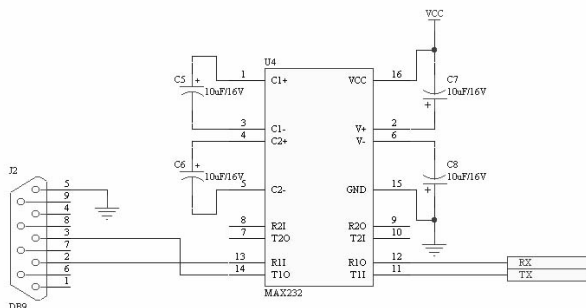 VCC
U4
C5
+
10uF/16V
1
C1+
VCC
16
C7
10uF/16V
+
3
C1-
V+
2
4
C2+
V-
6
C6
+
10uF/16V
C8
10uF/16V
+
5
C2-
GND
15
8
R2I
R2O
9
7
T2O
T2I
10
13
R1I
R1O
12
RX
14
T1O
T1I
11
TX
MAX232
J2
5
9
4
8
3
7
2
6
1
DB9